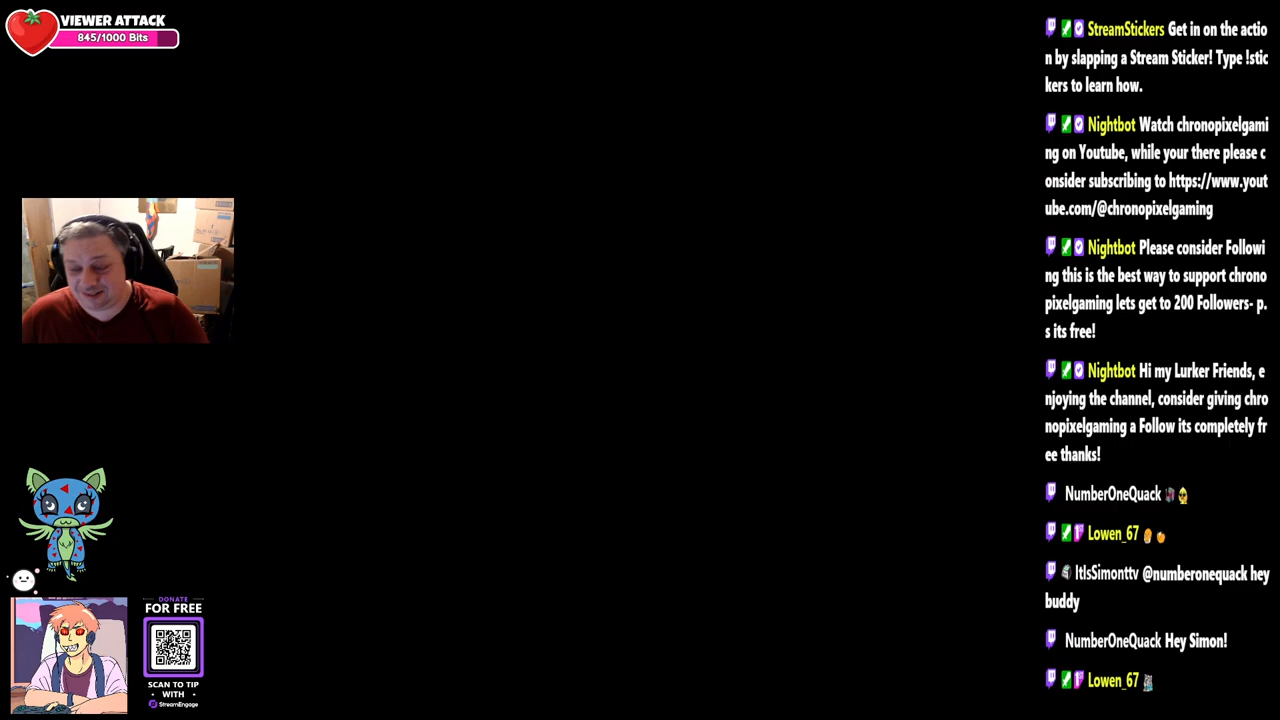 VIEWER ATTACK
845/1000 Bits
StreamStickers Get in on the actio
n by slapping a Stream Sticker! Type !stic
kers to learn how.
Nightbot Watch chronopixelgami
ng on Youtube, while your there please c
onsider subscribing to https://www.yout
ube.com/@chronopixelgaming
Nightbot Please consider Followi
ng this is the best way to support chrono
pixelgaming lets get to 200 Followers- p.
s its free!
Nightbot Hi my Lurker Friends, e
njoying the channel, consider giving chro
nopixelgaming a Follow its completely fr
ee thanks!
NumberOneQuack
Lowen_67
ItIsSimonttv @numberonequack hey
buddy
NumberOneQuack Hey Simon!
Lowen_67
DONATE
FOR FREE
SCAN TO TIP
WITH
StreamEngage